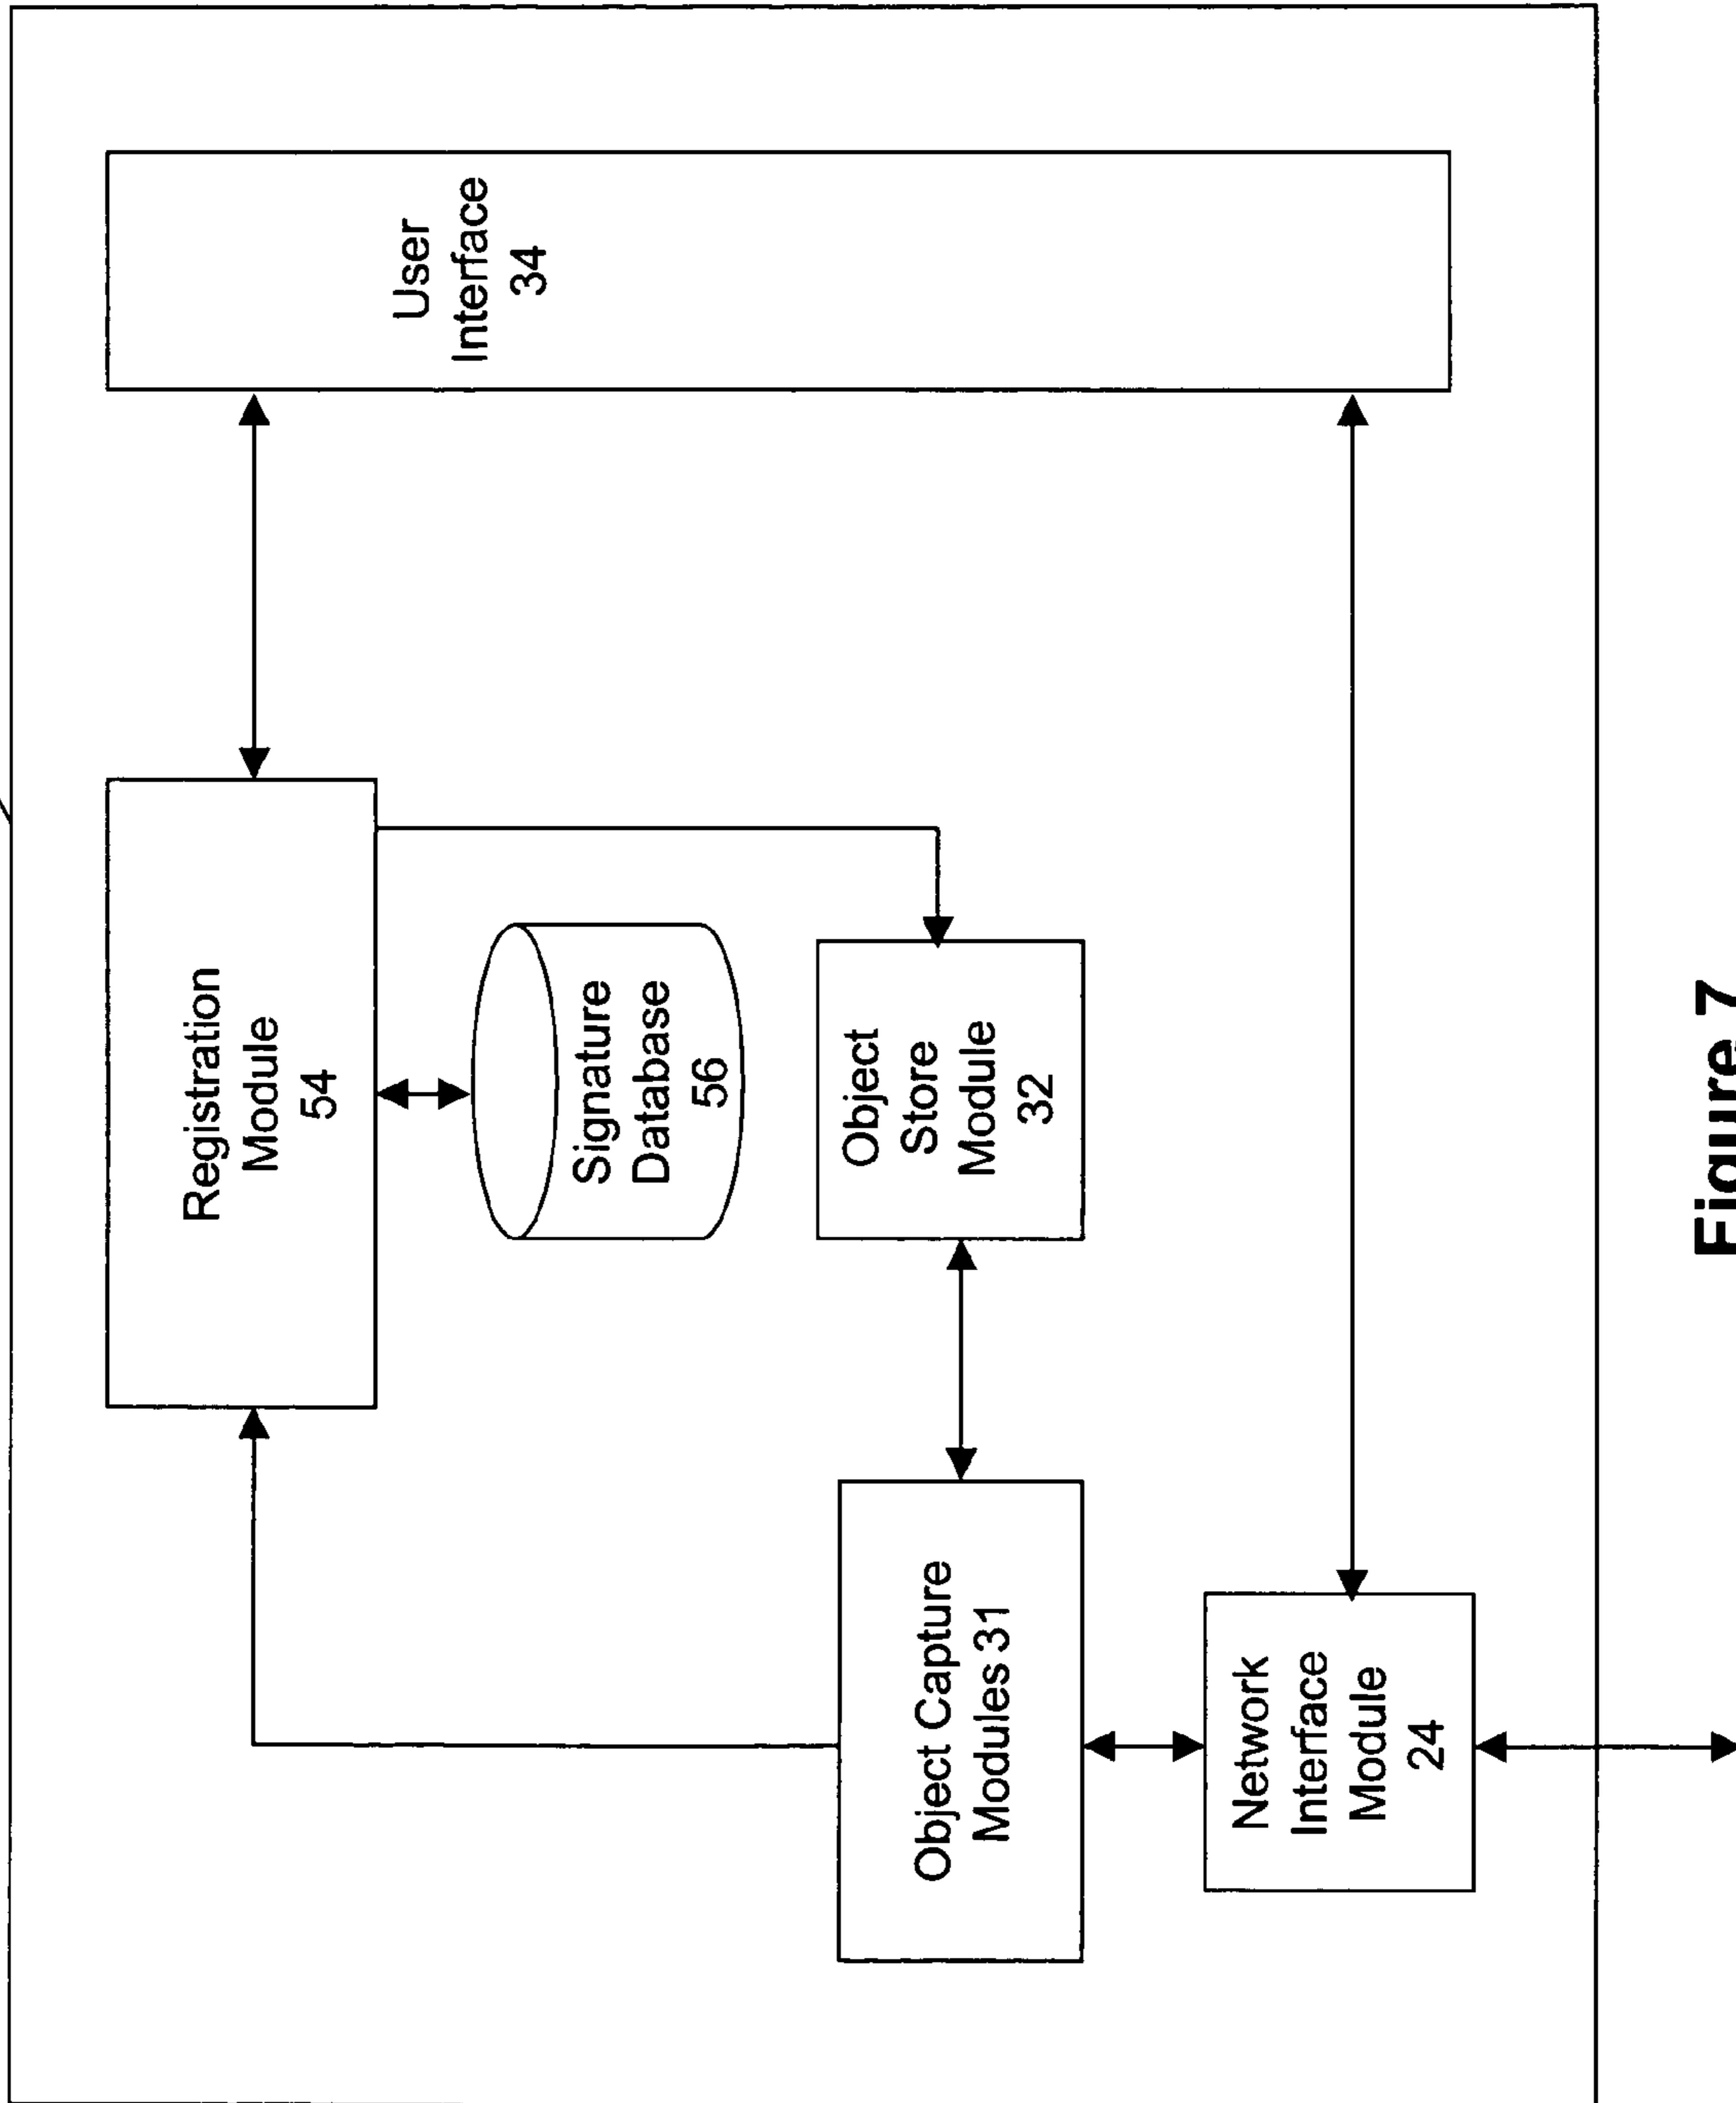 Registration
Module
54
User
Interface
34
Signature
Database
56
Object
Store
Module
32
Object Capture
Modules 31
Network
Interface
Module
24
Figure 7